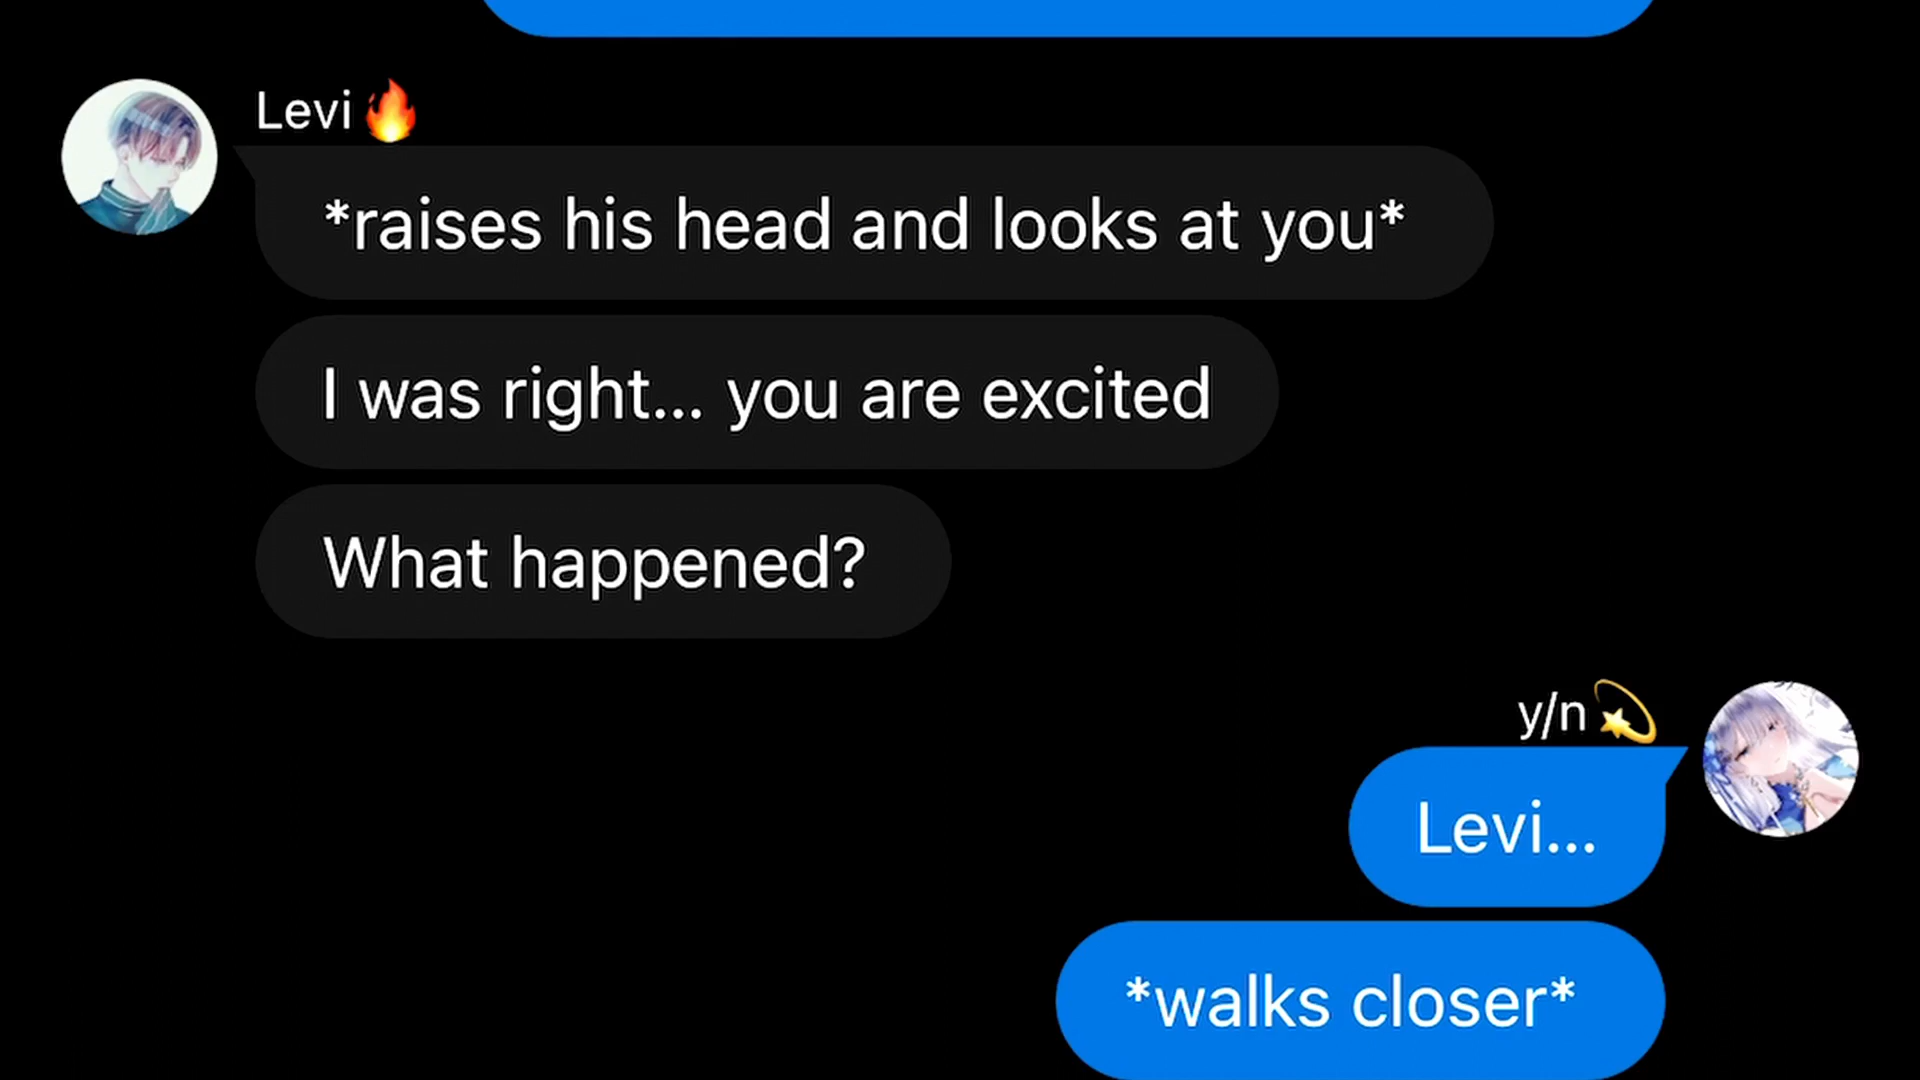 Levi🔥
*raises his head and looks at you*
I was right... you are excited
What happened?
y/n💫
Levi...
*walks closer*